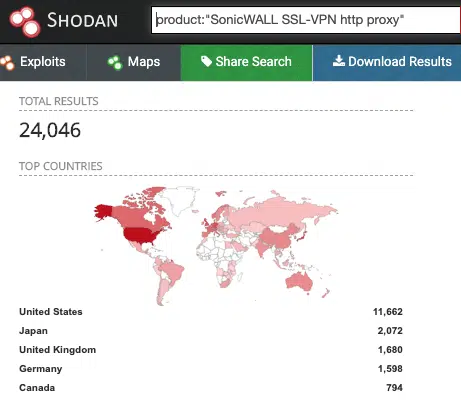 SHODAN
product:"SonicWALL SSL-VPN http proxy"
Exploits
Maps
Share Search
Download Results
TOTAL RESULTS
24,046
TOP COUNTRIES
United States 11,662
Japan 2,072
United Kingdom 1,680
Germany 1,598
Canada 794